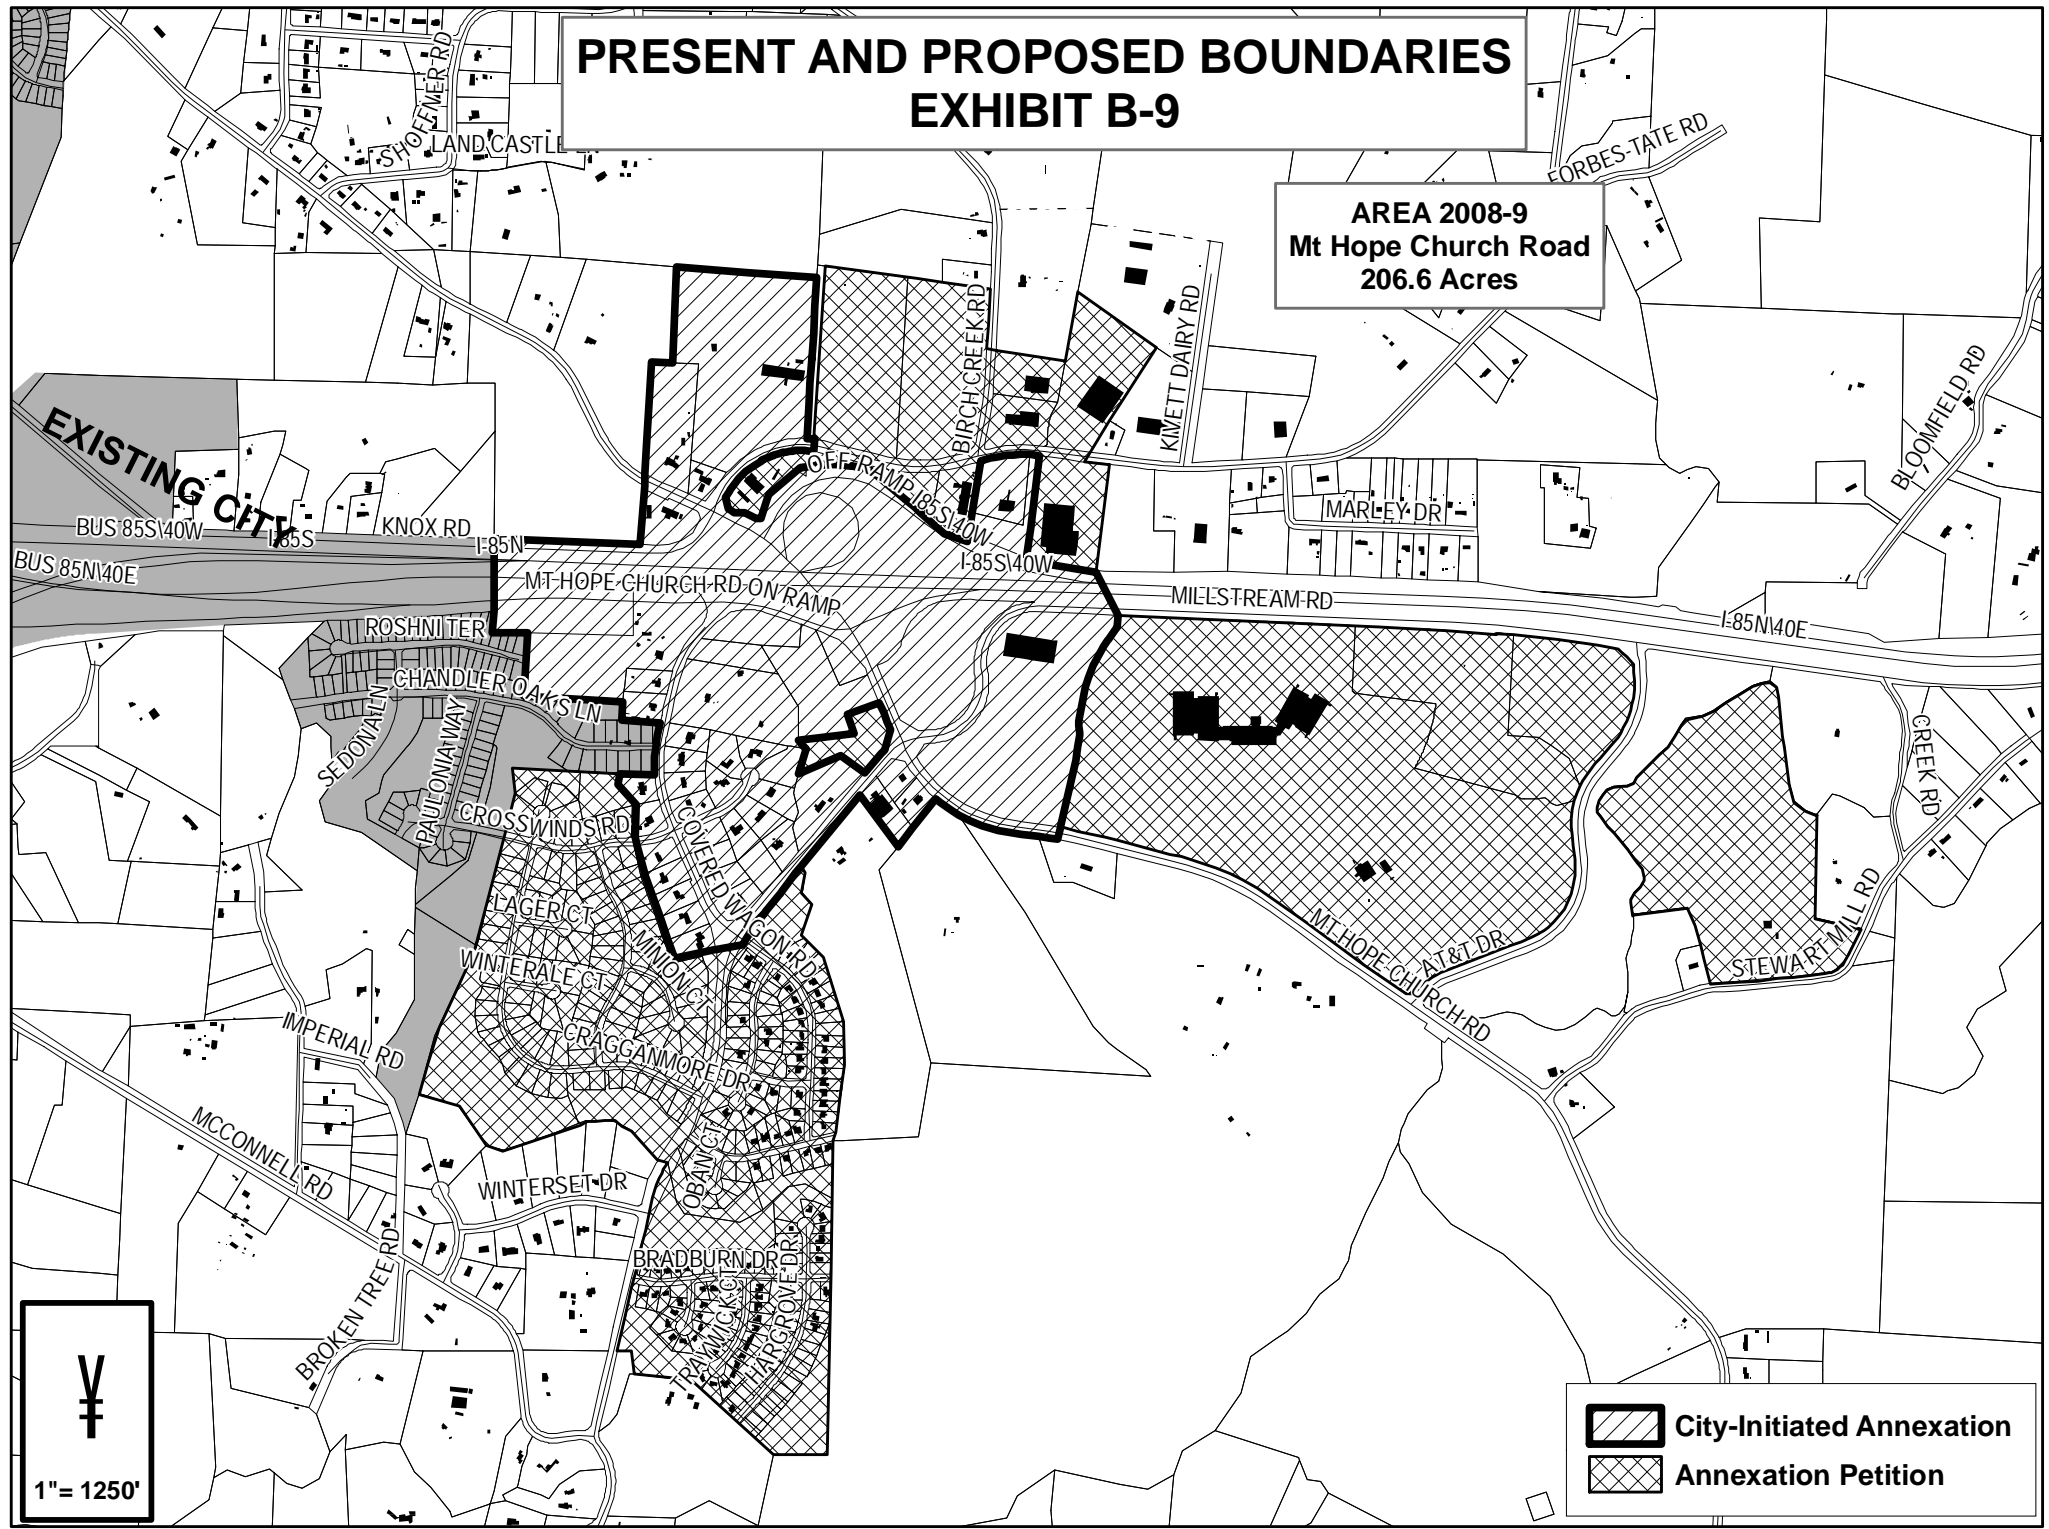 PRESENT AND PROPOSED BOUNDARIES
EXHIBIT B-9
SHOFFNER RD
LAND CASTLE
FORBES-TATE RD
AREA 2008-9
Mt Hope Church Road
206.6 Acres
BIRCH CREEK RD
KIMETT DAIRY RD
BLOOMFIELD RD
EXISTING CITY
OFF RAMP I85S\40W
MARLEY DR
BUS 85S\40W
I-85S
KNOX RD
I-85N
I-85S\40W
BUS 85N\40E
MT HOPE CHURCH RD ON RAMP
MILLSTREAM RD
I-85N\40E
ROSHNI TER
CHANDLER OAKS LN
SEDONA LN
PAULONIA WAY
CREEK RD
CROSSWINDS RD
COVERED WAGON RD
LAGER CT
MINION CT
WINTERALE CT
MT HOPE CHURCH RD
AT&T DR
STEWART MILL RD
IMPERIAL RD
CRAGGANMORE DR
MCCONNELL RD
OBAN CT
WINTERSET DR
BRADBURN DR
BROKEN TREE RD
TRAYWICK CT
HARGROVE DR
1"= 1250'
City-Initiated Annexation
Annexation Petition